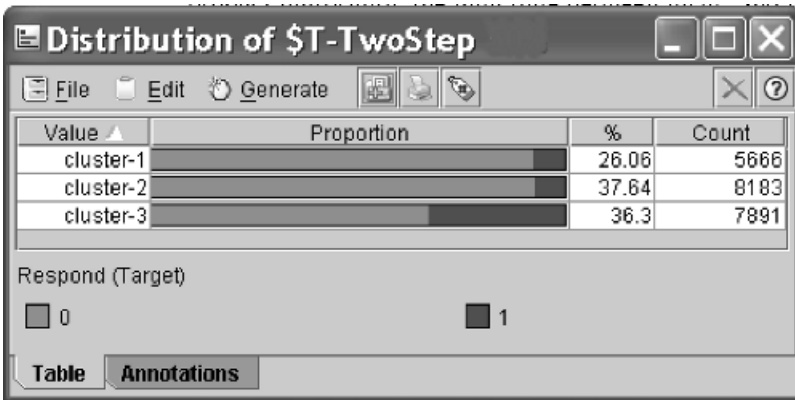 Distribution of $T-TwoStep
File Edit Generate
Value Proportion % Count
cluster-1 26.06 5666
cluster-2 37.64 8183
cluster-3 36.3 7891
Respond (Target)
0 1
Table Annotations